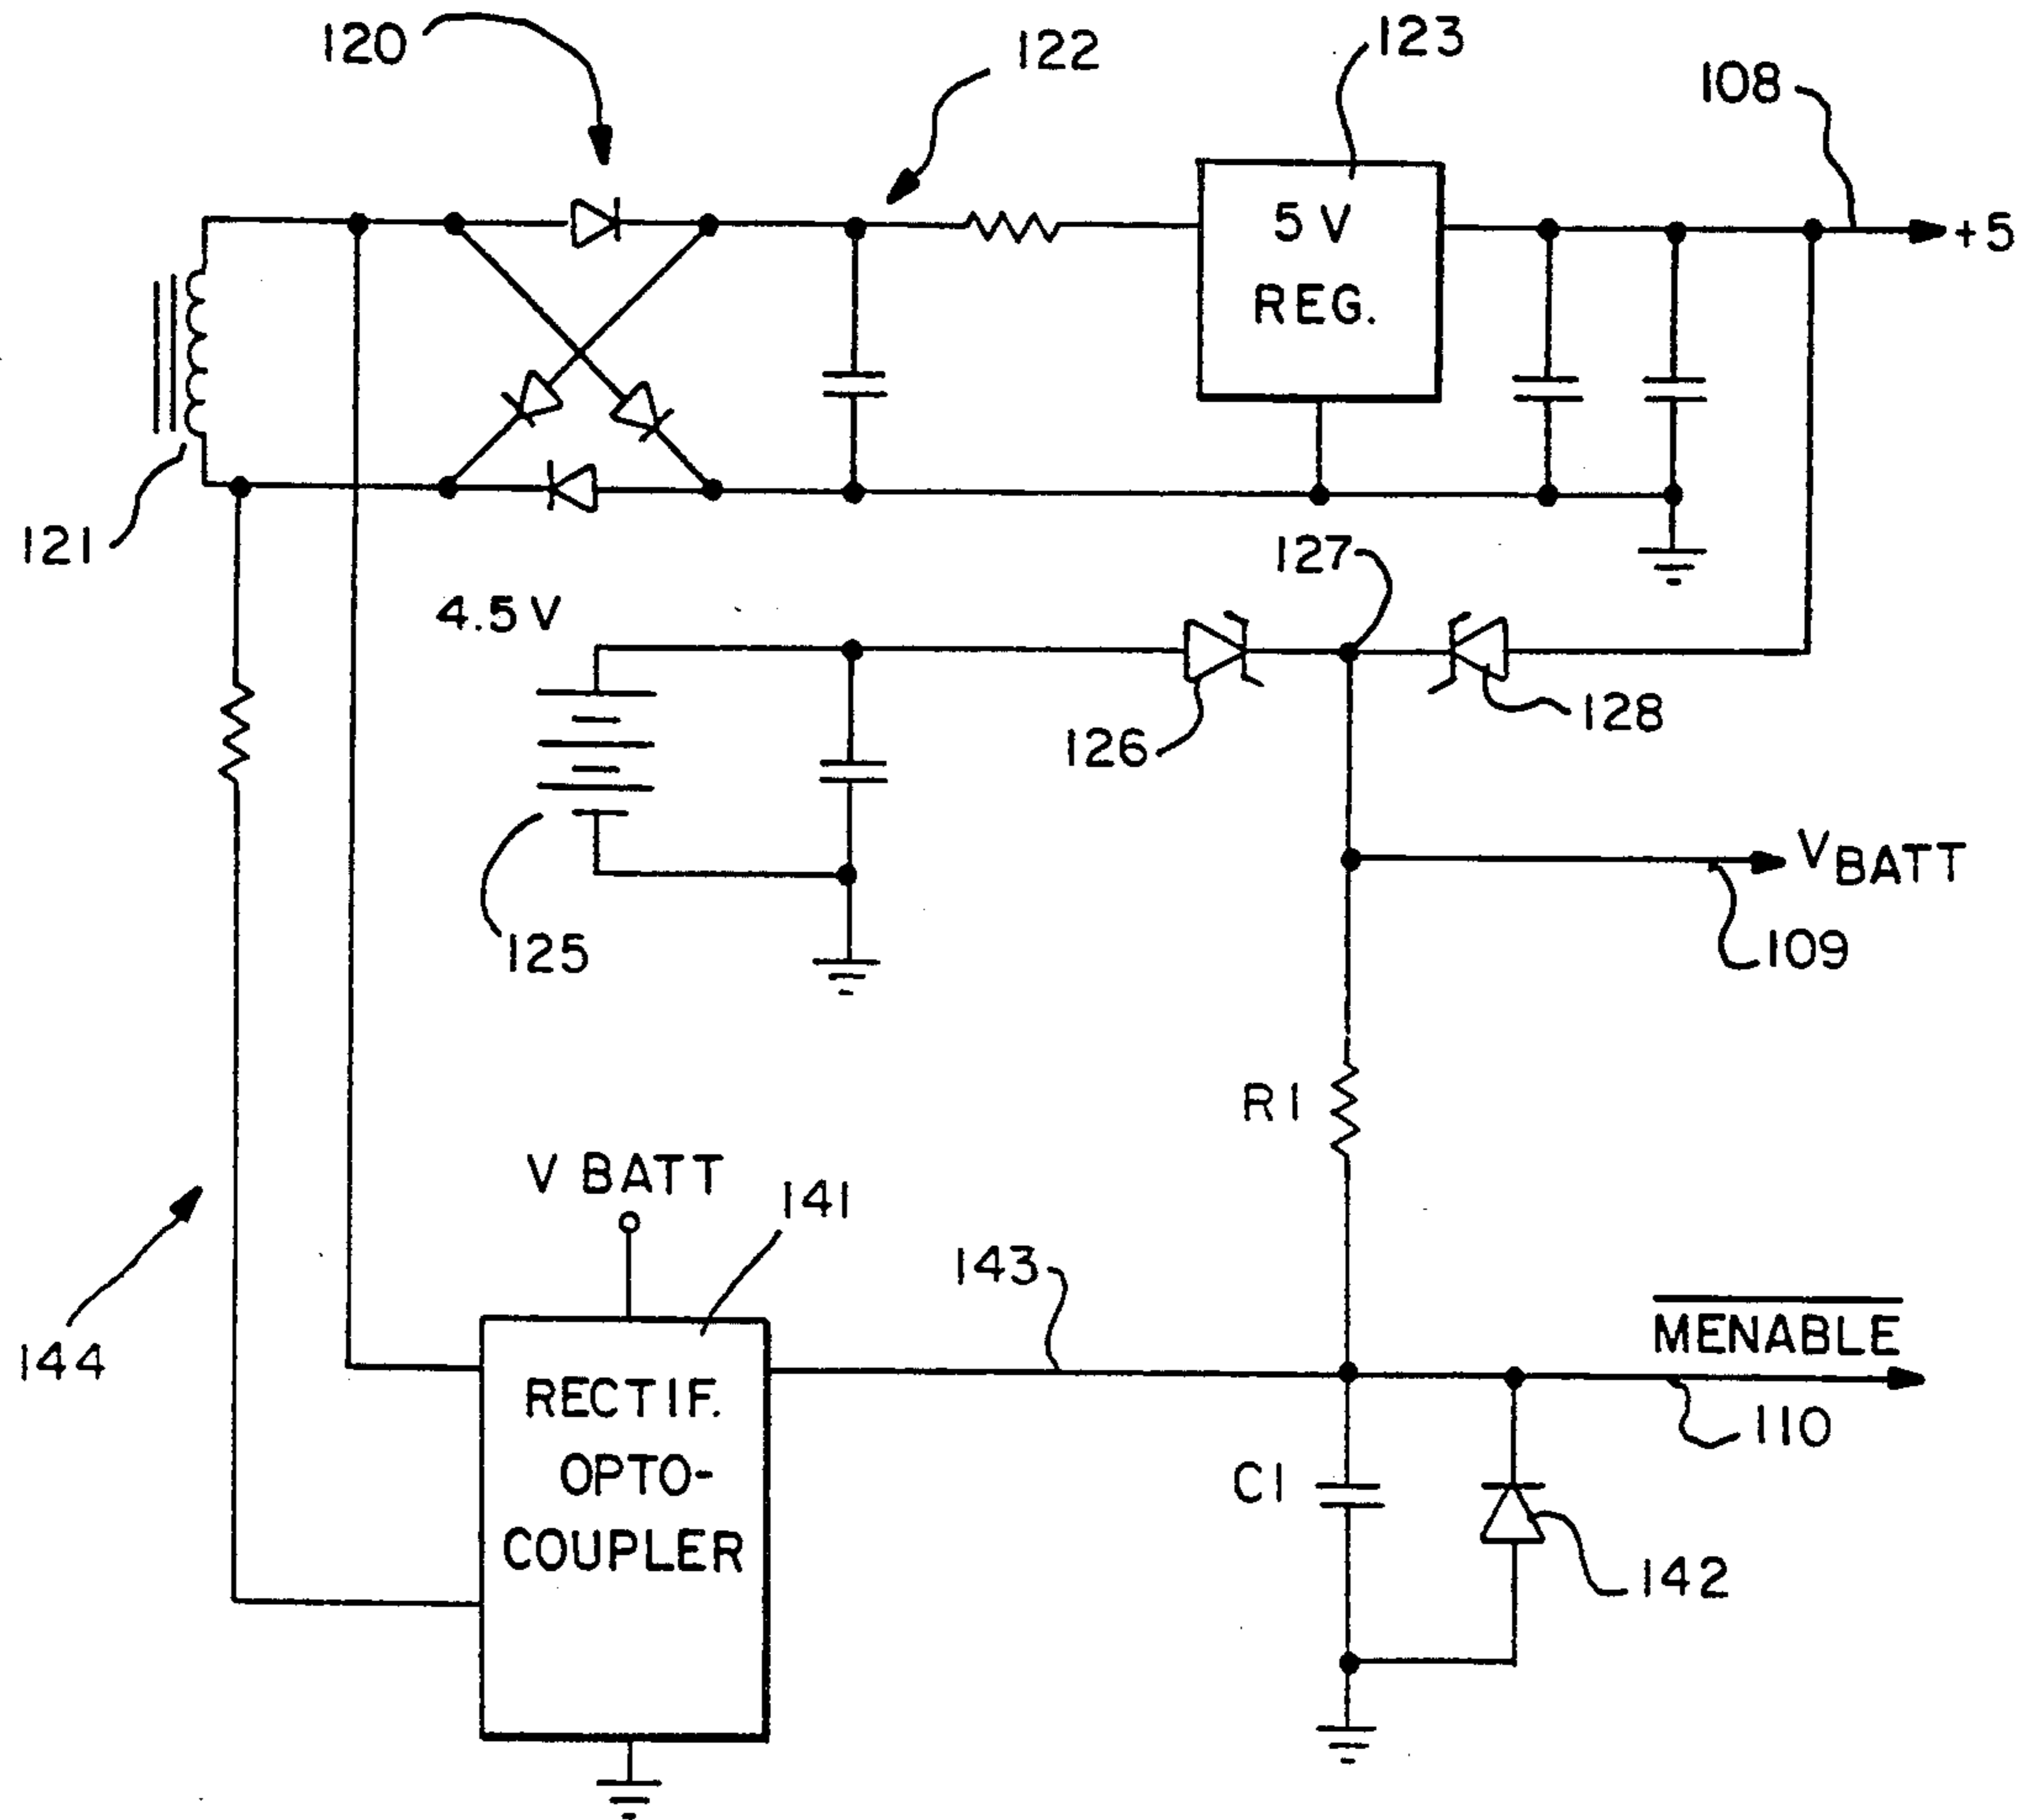 120
122
123
108
5 V
REG.
+5
121
4.5 V
127
126
128
125
V BATT
109
R1
V BATT
141
143
MENABLE
144
RECTIF.
OPTO-
COUPLER
110
C1
142